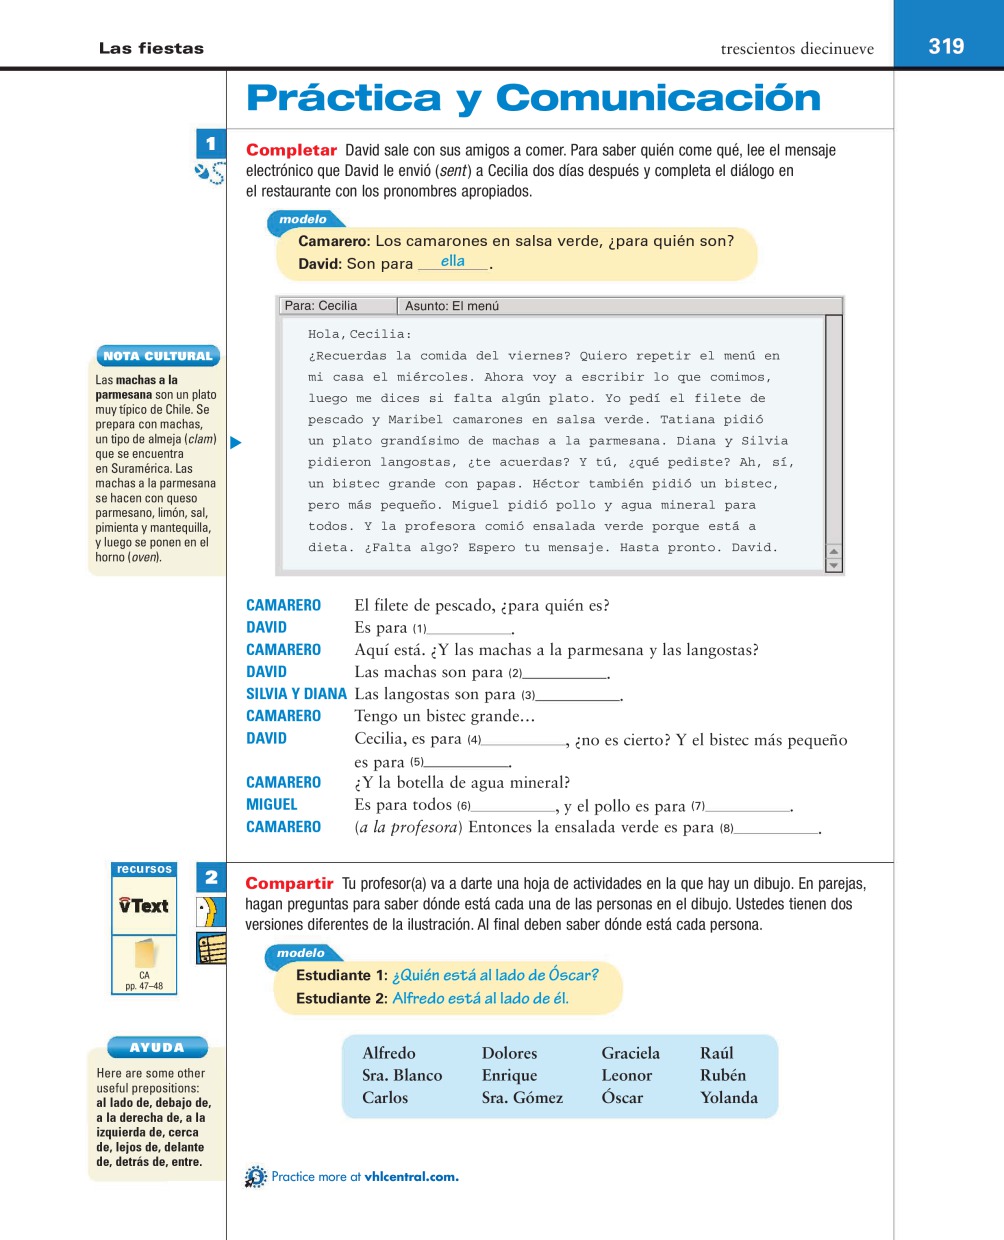 Las fiestas
trescientos diecinueve
319
Práctica y Comunicación
1
Completar David sale con sus amigos a comer. Para saber quién come qué, lee el mensaje
electrónico que David le envió (sent) a Cecilia dos días después y completa el diálogo en
el restaurante con los pronombres apropiados.
modelo
Camarero: Los camarones en salsa verde, ¿para quién son?
David: Son para ella.
Para: Cecilia
Asunto: El menú
Hola, Cecilia:
¿Recuerdas la comida del viernes? Quiero repetir el menú en
mi casa el miércoles. Ahora voy a escribir lo que comimos,
luego me dices si falta algún plato. Yo pedí el filete de
pescado y Maribel camarones en salsa verde. Tatiana pidió
un plato grandísimo de machas a la parmesana. Diana y Silvia
pidieron langostas, ¿te acuerdas? Y tú, ¿qué pediste? Ah, sí,
un bistec grande con papas. Héctor también pidió un bistec,
pero más pequeño. Miguel pidió pollo y agua mineral para
todos. Y la profesora comió ensalada verde porque está a
dieta. ¿Falta algo? Espero tu mensaje. Hasta pronto. David.
NOTA CULTURAL
Las machas a la
parmesana son un plato
muy típico de Chile. Se
prepara con machas,
un tipo de almeja (clam)
que se encuentra
en Suramérica. Las
machas a la parmesana
se hacen con queso
parmesano, limón, sal,
pimienta y mantequilla,
y luego se ponen en el
horno (oven).
CAMARERO El filete de pescado, ¿para quién es?
DAVID Es para (1)____________.
CAMARERO Aquí está. ¿Y las machas a la parmesana y las langostas?
DAVID Las machas son para (2)____________.
SILVIA Y DIANA Las langostas son para (3)____________.
CAMARERO Tengo un bistec grande…
DAVID Cecilia, es para (4)____________, ¿no es cierto? Y el bistec más pequeño
es para (5)____________.
CAMARERO ¿Y la botella de agua mineral?
MIGUEL Es para todos (6)____________, y el pollo es para (7)____________.
CAMARERO (a la profesora) Entonces la ensalada verde es para (8)____________.
recursos
vText
CA
pp. 47–48
2
Compartir Tu profesor(a) va a darte una hoja de actividades en la que hay un dibujo. En parejas,
hagan preguntas para saber dónde está cada una de las personas en el dibujo. Ustedes tienen dos
versiones diferentes de la ilustración. Al final deben saber dónde está cada persona.
modelo
Estudiante 1: ¿Quién está al lado de Óscar?
Estudiante 2: Alfredo está al lado de él.
Alfredo Dolores Graciela Raúl
Sra. Blanco Enrique Leonor Rubén
Carlos Sra. Gómez Óscar Yolanda
AYUDA
Here are some other
useful prepositions:
al lado de, debajo de,
a la derecha de, a la
izquierda de, cerca
de, lejos de, delante
de, detrás de, entre.
Practice more at vhlcentral.com.